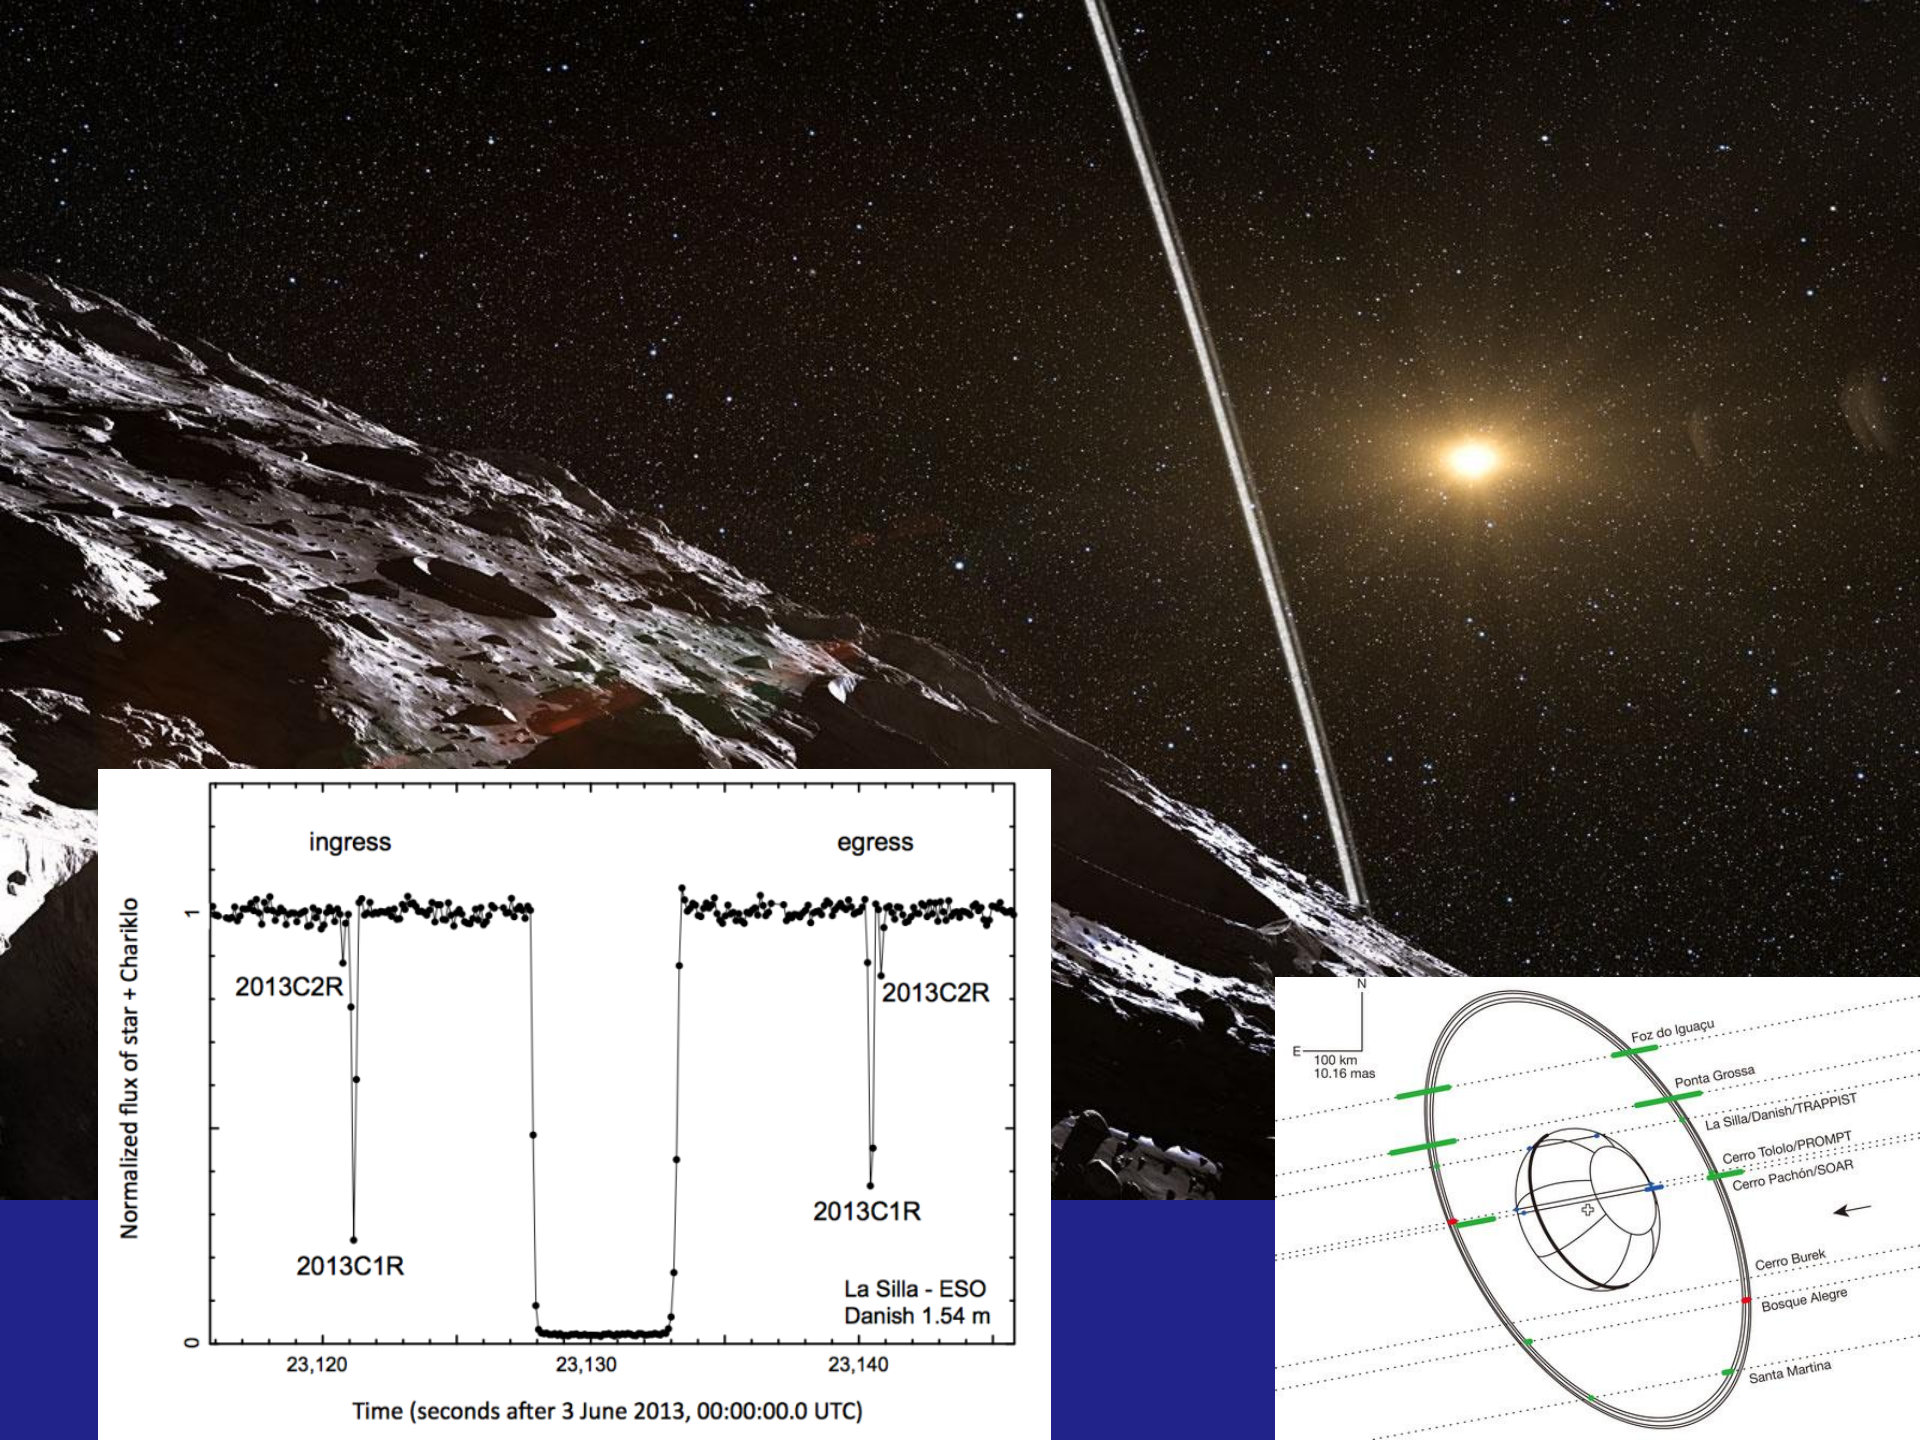 ingress
egress
1
Normalized flux of star + Chariklo
2013C2R
2013C2R
2013C1R
2013C1R
La Silla - ESO
Danish 1.54 m
0
23,120
23,130
23,140
Time (seconds after 3 June 2013, 00:00:00.0 UTC)
N
E
100 km
10.16 mas
Foz do Iguaçu
Ponta Grossa
La Silla/Danish/TRAPPIST
Cerro Tololo/PROMPT
Cerro Pachón/SOAR
Cerro Burek
Bosque Alegre
Santa Martina